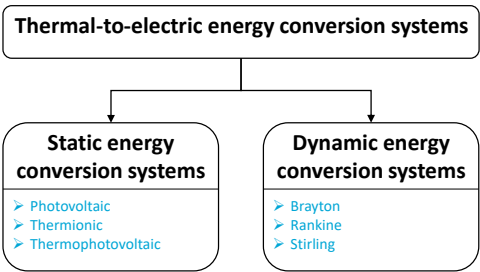 Thermal-to-electric energy conversion systems
Static energy
conversion systems
➢ Photovoltaic
➢ Thermionic
➢ Thermophotovoltaic
Dynamic energy
conversion systems
➢ Brayton
➢ Rankine
➢ Stirling